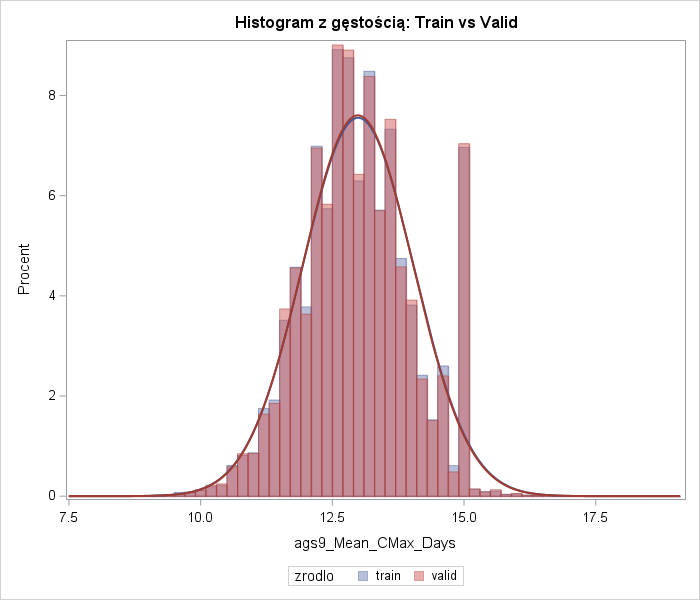 Histogram z gęstością: Train vs Valid
Procent
8
6
4
2
0
7.5 10.0 12.5 15.0 17.5
ags9_Mean_CMax_Days
zrodlo train valid